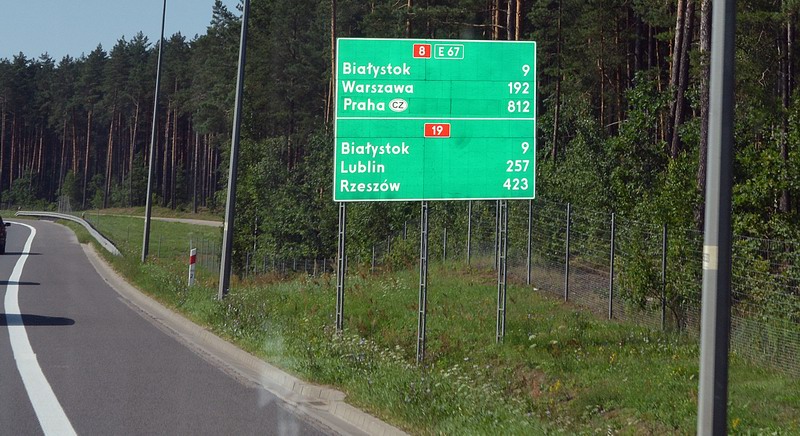 8 E 67
Białystok 9
Warszawa 192
Praha CZ 812
19
Białystok 9
Lublin 257
Rzeszów 423